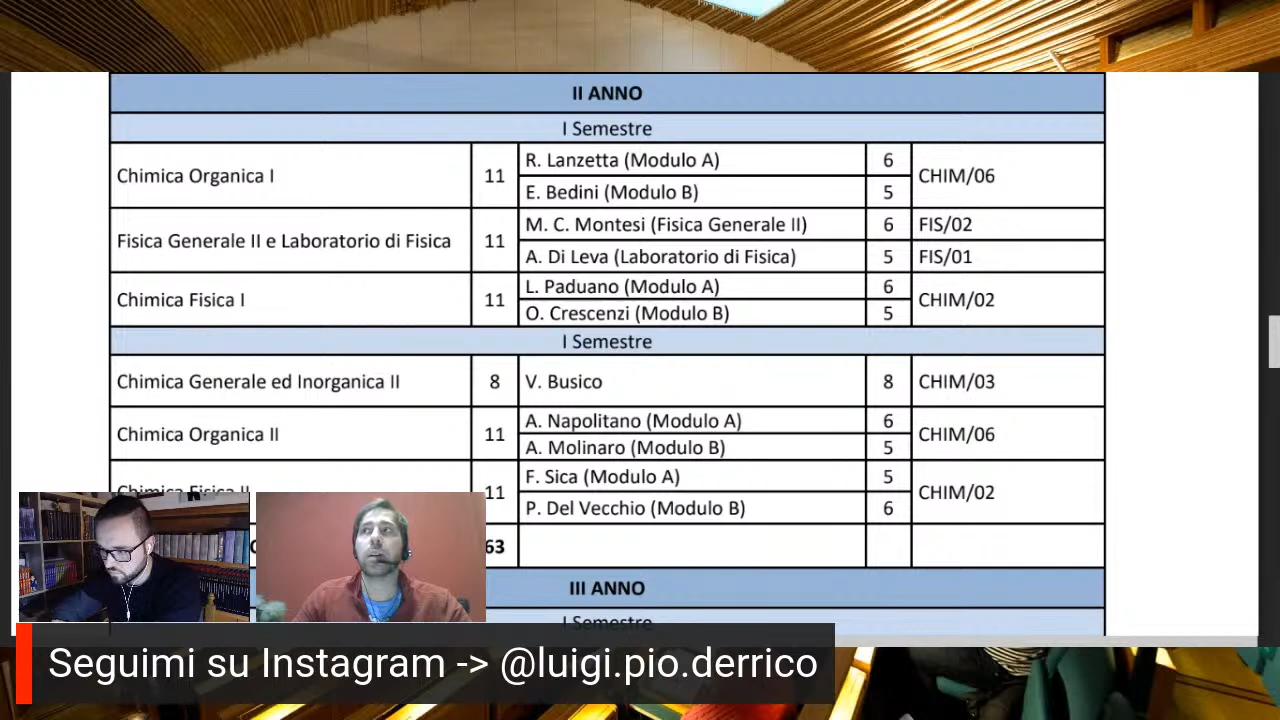 II ANNO
I Semestre
Chimica Organica I 11 R. Lanzetta (Modulo A) 6 CHIM/06
E. Bedini (Modulo B) 5
Fisica Generale II e Laboratorio di Fisica 11 M. C. Montesi (Fisica Generale II) 6 FIS/02
A. Di Leva (Laboratorio di Fisica) 5 FIS/01
Chimica Fisica I 11 L. Paduano (Modulo A) 6 CHIM/02
O. Crescenzi (Modulo B) 5
I Semestre
Chimica Generale ed Inorganica II 8 V. Busico 8 CHIM/03
Chimica Organica II 11 A. Napolitano (Modulo A) 6 CHIM/06
A. Molinaro (Modulo B) 5
Chimica Fisica II 11 F. Sica (Modulo A) 5 CHIM/02
P. Del Vecchio (Modulo B) 6
63
III ANNO
I Semestre
Seguimi su Instagram -> @luigi.pio.derrico